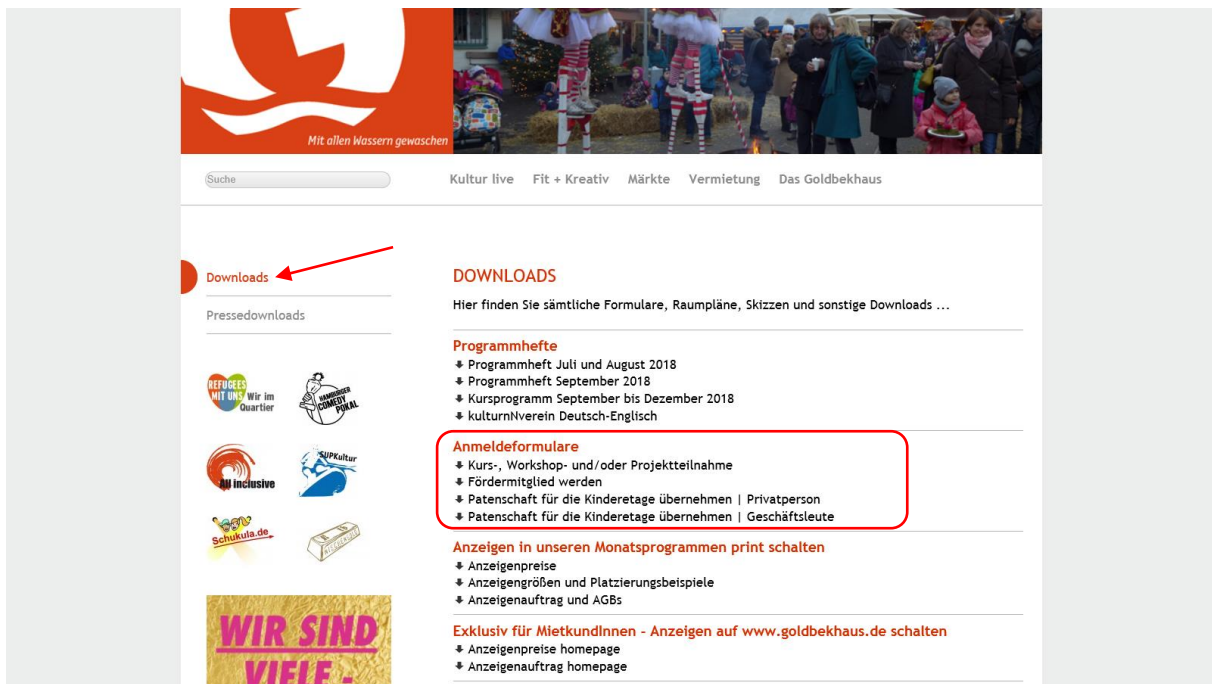 Mit allen Wassern gewaschen
Suche
Kultur live Fit + Kreativ Märkte Vermietung Das Goldbekhaus
Downloads
Pressedownloads
REFUGEES
MIT UNS Wir im
Quartier
HAMBURGER
COMEDY
POKAL
All inclusive
SUPKultur
Schukula.de
WIR SIND
VIELE -
DOWNLOADS
Hier finden Sie sämtliche Formulare, Raumpläne, Skizzen und sonstige Downloads ...
Programmhefte
Programmheft Juli und August 2018
Programmheft September 2018
Kursprogramm September bis Dezember 2018
kulturnNverein Deutsch-Englisch
Anmeldeformulare
Kurs-, Workshop- und/oder Projektteilnahme
Fördermitglied werden
Patenschaft für die Kinderetage übernehmen | Privatperson
Patenschaft für die Kinderetage übernehmen | Geschäftsleute
Anzeigen in unseren Monatsprogrammen print schalten
Anzeigenpreise
Anzeigengrößen und Platzierungsbeispiele
Anzeigenauftrag und AGBs
Exklusiv für MietkundInnen - Anzeigen auf www.goldbekhaus.de schalten
Anzeigenpreise homepage
Anzeigenauftrag homepage